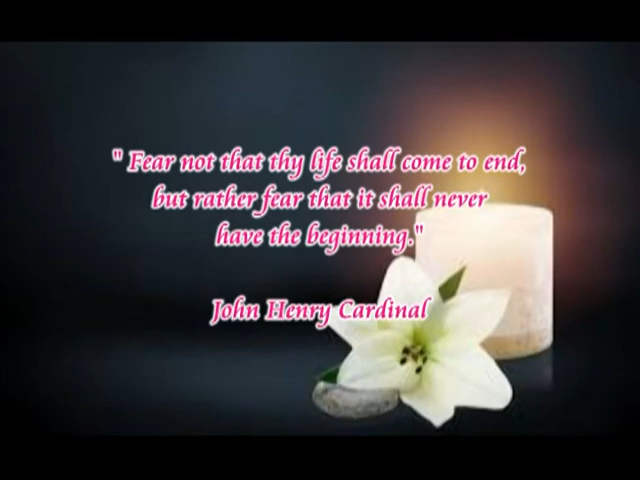 " Fear not that thy life shall come to end,
but rather fear that it shall never
have the beginning."
John Henry Cardinal